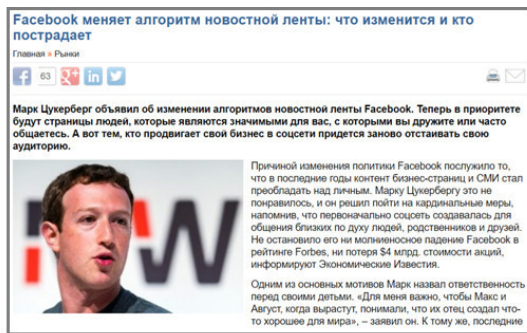 Facebook меняет алгоритм новостной ленты: что изменится и кто
пострадает
Главная » Рынки
63
Марк Цукерберг объявил об изменении алгоритмов новостной ленты Facebook. Теперь в приоритете
будут страницы людей, которые являются значимыми для вас, с которыми вы дружите или часто
общаетесь. А вот тем, кто продвигает свой бизнес в соцсети придется заново отстаивать свою
аудиторию.
Причиной изменения политики Facebook послужило то,
что в последние годы контент бизнес-страниц и СМИ стал
преобладать над личным. Марку Цукербергу это не
понравилось, и он решил пойти на кардинальные меры,
напомнив, что первоначально соцсеть создавалась для
общения близких по духу людей, родственников и друзей.
Не остановило его ни молниеносное падение Facebook в
рейтинге Forbes, ни потеря $4 млрд. стоимости акций,
информируют Экономические Известия.
Одним из основных мотивов Марк назвал ответственность
перед своими детьми. «Для меня важно, чтобы Макс и
Август, когда вырастут, понимали, что их отец создал что-
то хорошее для мира», – заявил он. К тому же, последние